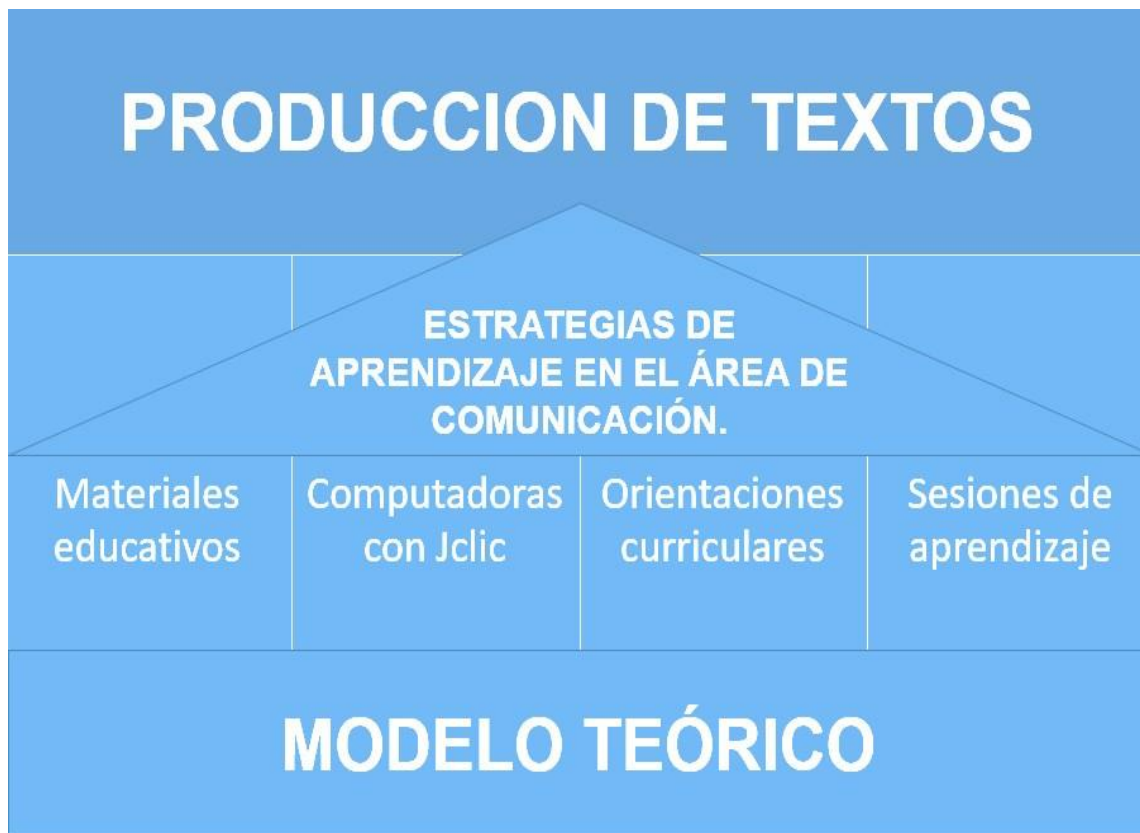 PRODUCCION DE TEXTOS
ESTRATEGIAS DE
APRENDIZAJE EN EL ÁREA DE
COMUNICACIÓN.
Materiales
educativos
Computadoras
con Jclic
Orientaciones
curriculares
Sesiones de
aprendizaje
MODELO TEÓRICO